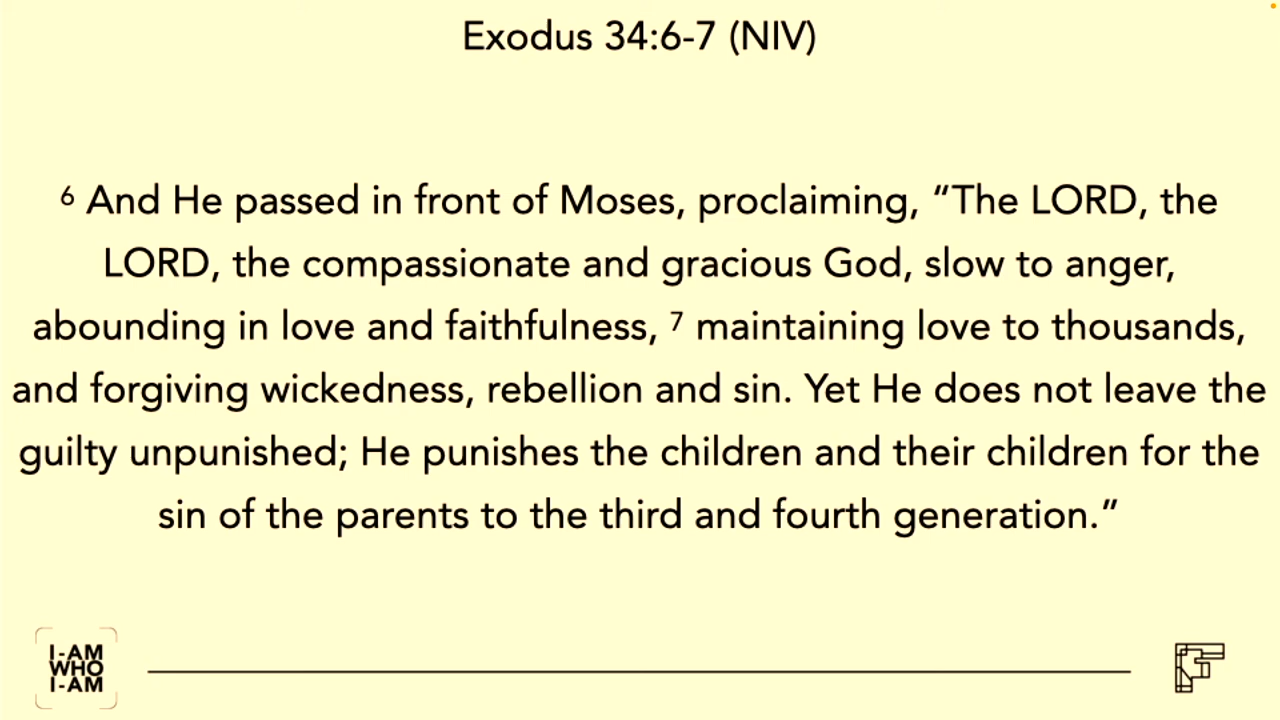 Exodus 34:6-7 (NIV)
⁶ And He passed in front of Moses, proclaiming, “The LORD, the
LORD, the compassionate and gracious God, slow to anger,
abounding in love and faithfulness, ⁷ maintaining love to thousands,
and forgiving wickedness, rebellion and sin. Yet He does not leave the
guilty unpunished; He punishes the children and their children for the
sin of the parents to the third and fourth generation.”
I-AM
WHO
I-AM